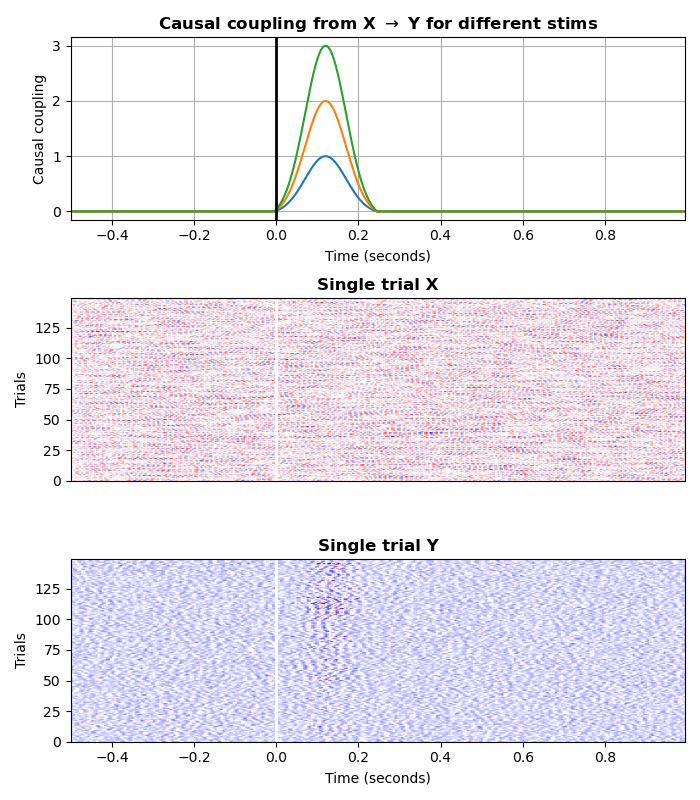 Causal coupling from X → Y for different stims
Causal coupling
3
2
1
0
−0.4 −0.2 0.0 0.2 0.4 0.6 0.8
Time (seconds)
Single trial X
Trials
125
100
75
50
25
0
Single trial Y
Trials
125
100
75
50
25
0
−0.4 −0.2 0.0 0.2 0.4 0.6 0.8
Time (seconds)